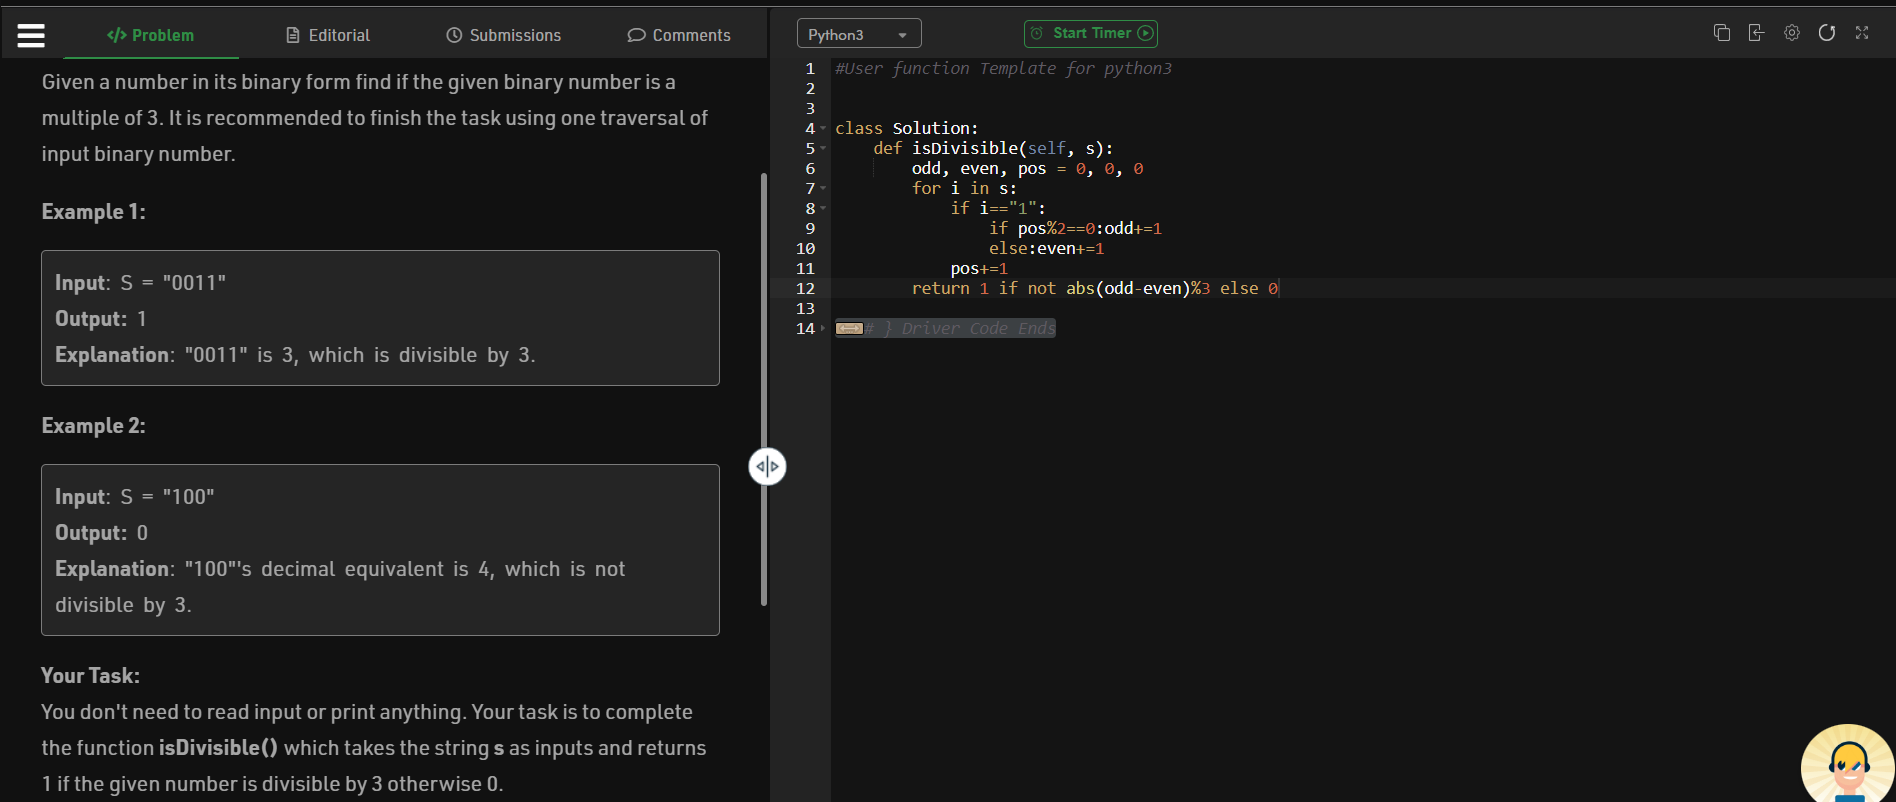 </> Problem
Editorial
Submissions
Comments
Given a number in its binary form find if the given binary number is a
multiple of 3. It is recommended to finish the task using one traversal of
input binary number.
Example 1:
Input: S = "0011"
Output: 1
Explanation: "0011" is 3, which is divisible by 3.
Example 2:
Input: S = "100"
Output: 0
Explanation: "100"'s decimal equivalent is 4, which is not
divisible by 3.
Your Task:
You don't need to read input or print anything. Your task is to complete
the function isDivisible() which takes the string s as inputs and returns
1 if the given number is divisible by 3 otherwise 0.
Python3
Start Timer
1 #User function Template for python3
2
3
4 class Solution:
5     def isDivisible(self, s):
6         odd, even, pos = 0, 0, 0
7         for i in s:
8             if i=="1":
9                 if pos%2==0:odd+=1
10                 else:even+=1
11             pos+=1
12         return 1 if not abs(odd-even)%3 else 0
13
14 # } Driver Code Ends